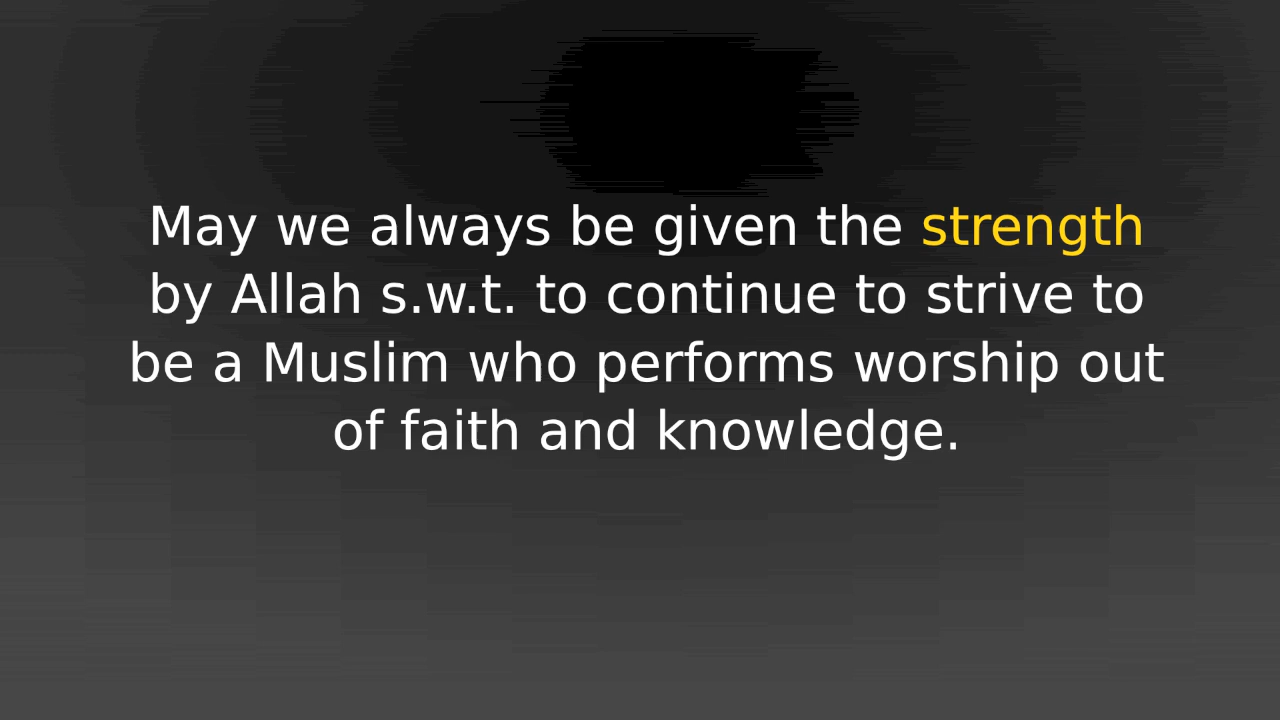 May we always be given the strength
by Allah s.w.t. to continue to strive to
be a Muslim who performs worship out
of faith and knowledge.